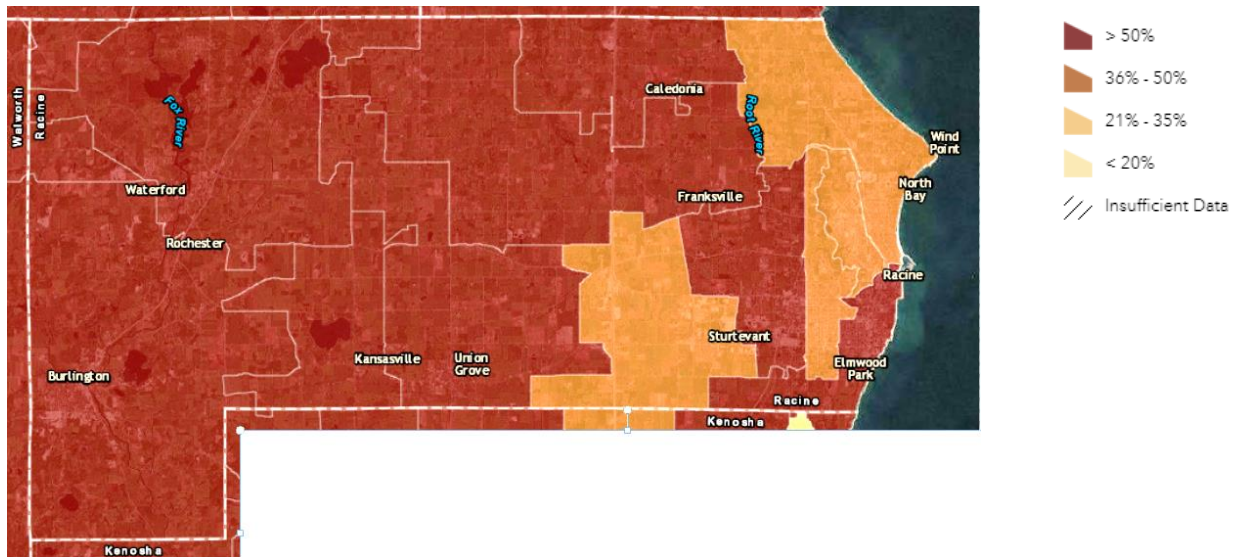 > 50%
36% - 50%
21% - 35%
< 20%
Insufficient Data
Caledonia
Walworth
Racine
Fox River
Root River
Wind
Point
Waterford
Franksville
North
Bay
Rochester
Racine
Sturtevant
Kansasville
Union
Grove
Elmwood
Park
Burlington
Racine
Kenosha
Kenosha